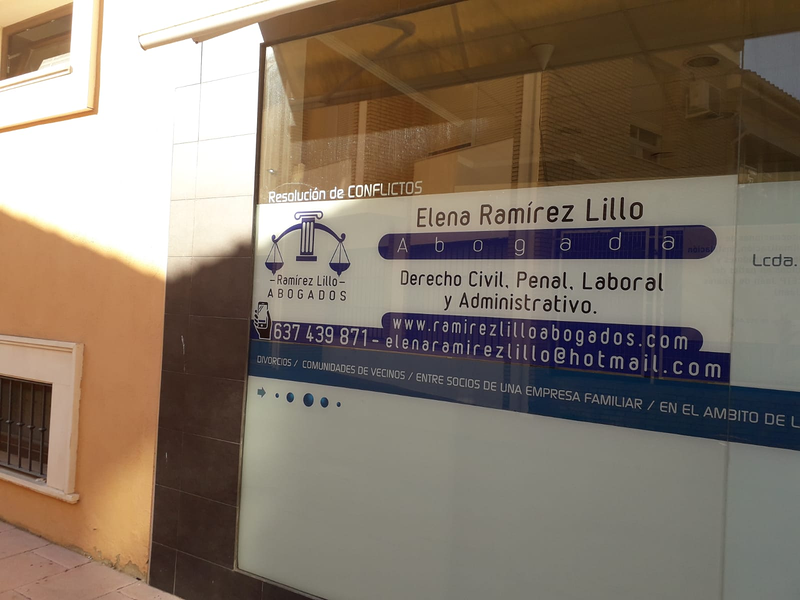 Resolución de CONFLICTOS
Elena Ramírez Lillo
Abogada
Ramírez Lillo
ABOGADOS
Derecho Civil, Penal, Laboral
y Administrativo.
637 439 871 - www.ramirezlilloabogados.com
elenaramirezlillo@hotmail.com
Lcda.
DIVORCIOS / COMUNIDADES DE VECINOS / ENTRE SOCIOS DE UNA EMPRESA FAMILIAR / EN EL AMBITO DE L